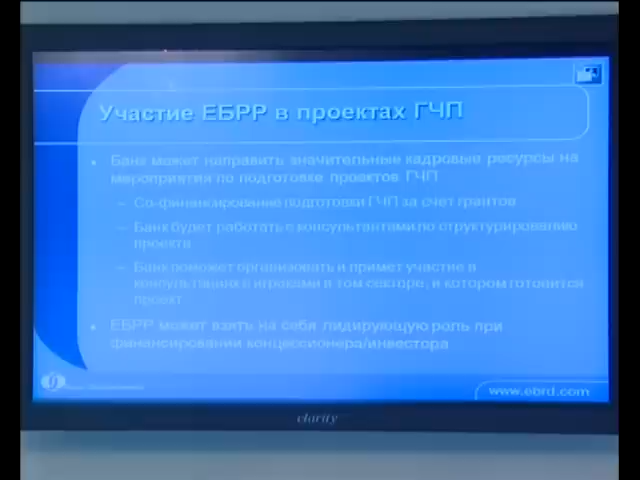 Участие ЕБРР в проектах ГЧП
• Банк может направить значительные кадровые ресурсы на
мероприятия по подготовке проектов ГЧП
– Со-финансирование подготовки ГЧП за счет грантов
– Банк будет работать с консультантами по структурированию
проекта
– Банк поможет организовать и примет участие в
консультациях с игроками в том секторе, в котором готовится
проект
• ЕБРР может взять на себя лидирующую роль при
финансировании концессионера/инвестора
www.ebrd.com
clarity